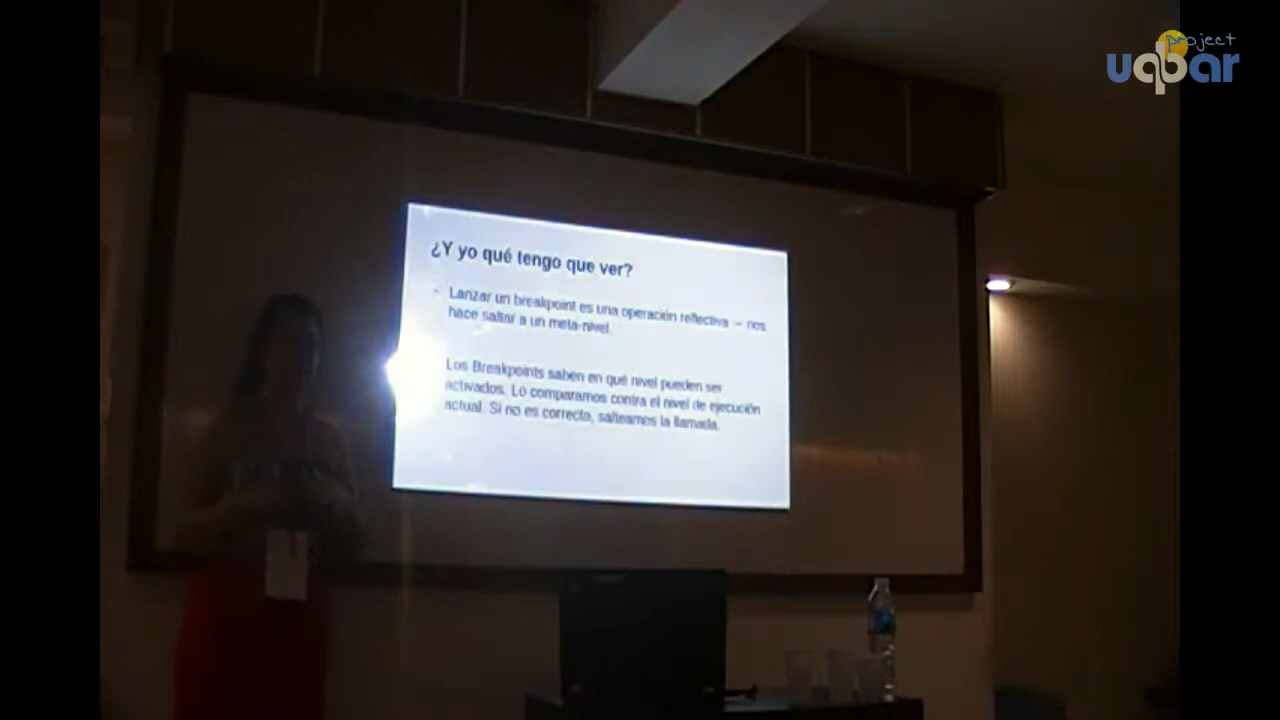 project
uqbar
¿Y yo qué tengo que ver?
- Lanzar un breakpoint es una operación reflectiva – nos
hace saltar a un meta-nivel.
Los Breakpoints saben en qué nivel pueden ser
activados. Lo comparamos contra el nivel de ejecución
actual. Si no es correcto, salteamos la llamada.